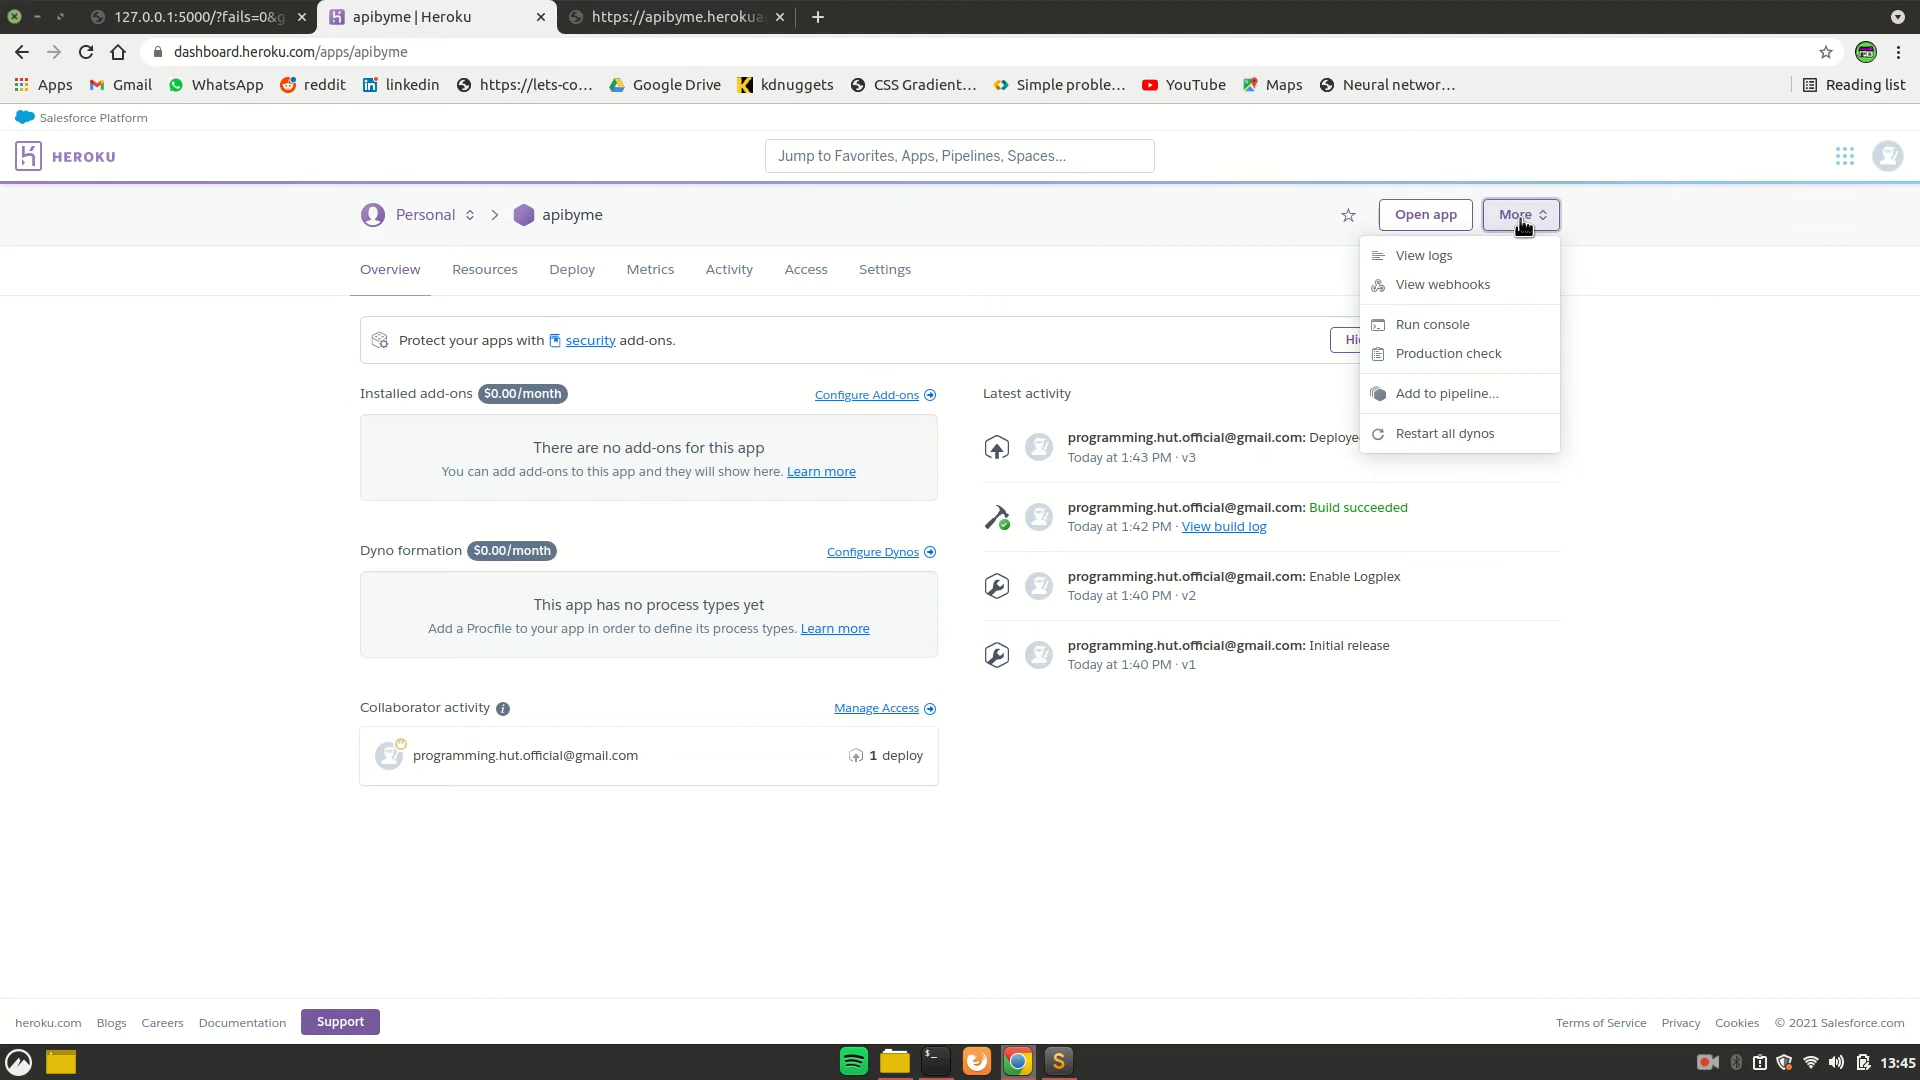 127.0.0.1:5000/?fails=0&g
apibyme | Heroku
https://apibyme.herokua
dashboard.heroku.com/apps/apibyme
Apps
Gmail
WhatsApp
reddit
linkedin
https://lets-co...
Google Drive
kdnuggets
CSS Gradient...
Simple proble...
YouTube
Maps
Neural networ...
Reading list
Salesforce Platform
HEROKU
Jump to Favorites, Apps, Pipelines, Spaces...
Personal
apibyme
Open app
More
Overview
Resources
Deploy
Metrics
Activity
Access
Settings
View logs
View webhooks
Run console
Production check
Add to pipeline...
Restart all dynos
Protect your apps with security add-ons.
Installed add-ons $0.00/month
Configure Add-ons
There are no add-ons for this app
You can add add-ons to this app and they will show here. Learn more
Dyno formation $0.00/month
Configure Dynos
This app has no process types yet
Add a Procfile to your app in order to define its process types. Learn more
Collaborator activity
Manage Access
programming.hut.official@gmail.com
1 deploy
Latest activity
programming.hut.official@gmail.com: Deploye
Today at 1:43 PM · v3
programming.hut.official@gmail.com: Build succeeded
Today at 1:42 PM · View build log
programming.hut.official@gmail.com: Enable Logplex
Today at 1:40 PM · v2
programming.hut.official@gmail.com: Initial release
Today at 1:40 PM · v1
heroku.com
Blogs
Careers
Documentation
Support
Terms of Service
Privacy
Cookies
© 2021 Salesforce.com
13:45